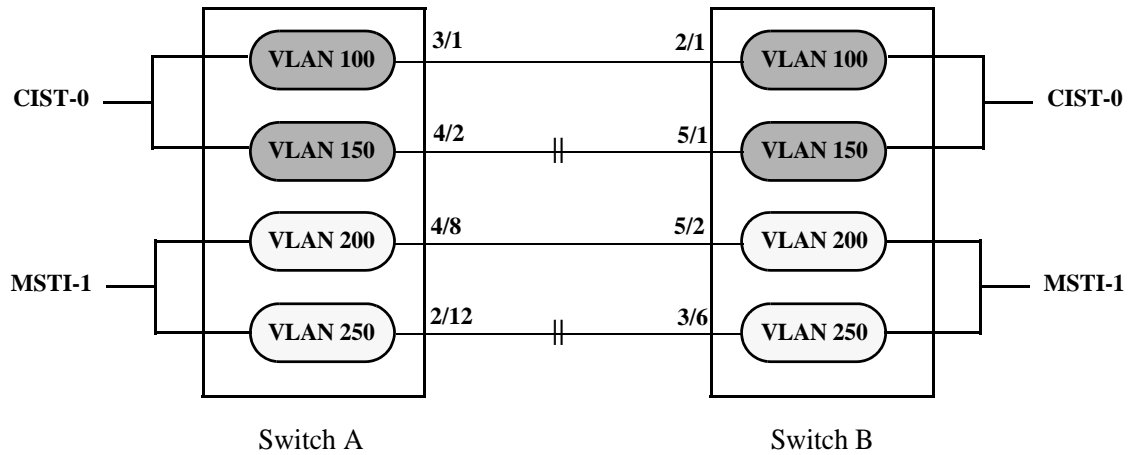 VLAN 100 3/1 2/1 VLAN 100
CIST-0 CIST-0
VLAN 150 4/2 5/1 VLAN 150
VLAN 200 4/8 5/2 VLAN 200
MSTI-1 MSTI-1
VLAN 250 2/12 3/6 VLAN 250
Switch A Switch B